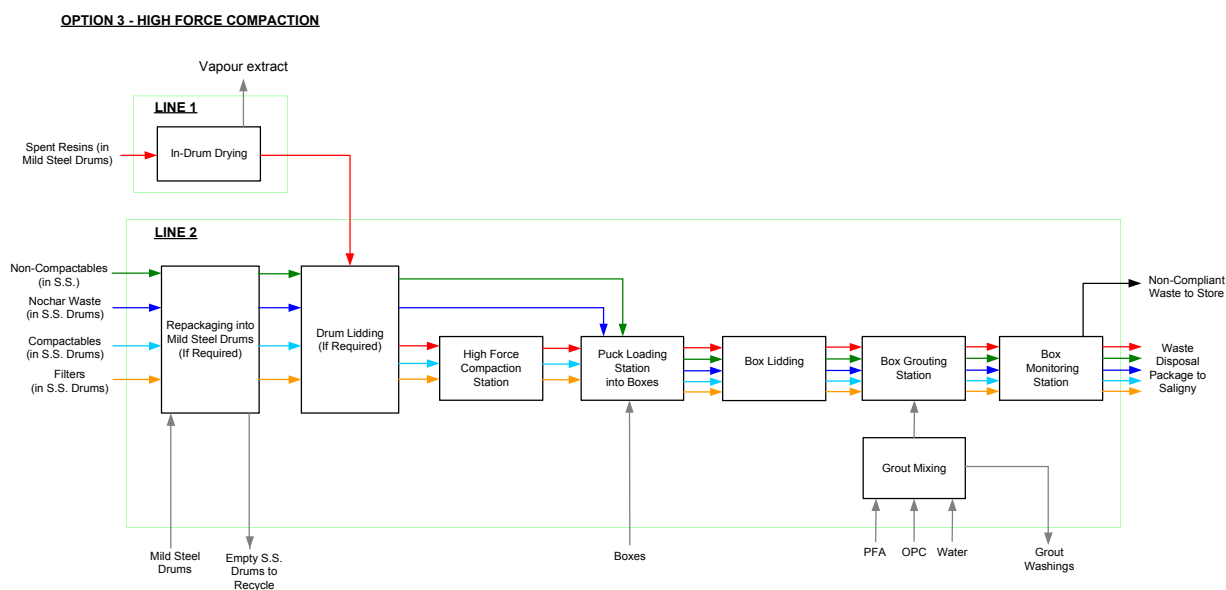 OPTION 3 - HIGH FORCE COMPACTION
Vapour extract
LINE 1
Spent Resins (in
Mild Steel Drums)
In-Drum Drying
LINE 2
Non-Compactables
(in S.S.)
Nochar Waste
(in S.S. Drums)
Compactables
(in S.S. Drums)
Filters
(in S.S. Drums)
Repackaging into
Mild Steel Drums
(If Required)
Drum Lidding
(If Required)
High Force
Compaction
Station
Puck Loading
Station
into Boxes
Box Lidding
Box Grouting
Station
Box
Monitoring
Station
Non-Compliant
Waste to Store
Waste
Disposal
Package to
Saligny
Grout Mixing
Mild Steel
Drums
Empty S.S.
Drums to
Recycle
Boxes
PFA
OPC
Water
Grout
Washings